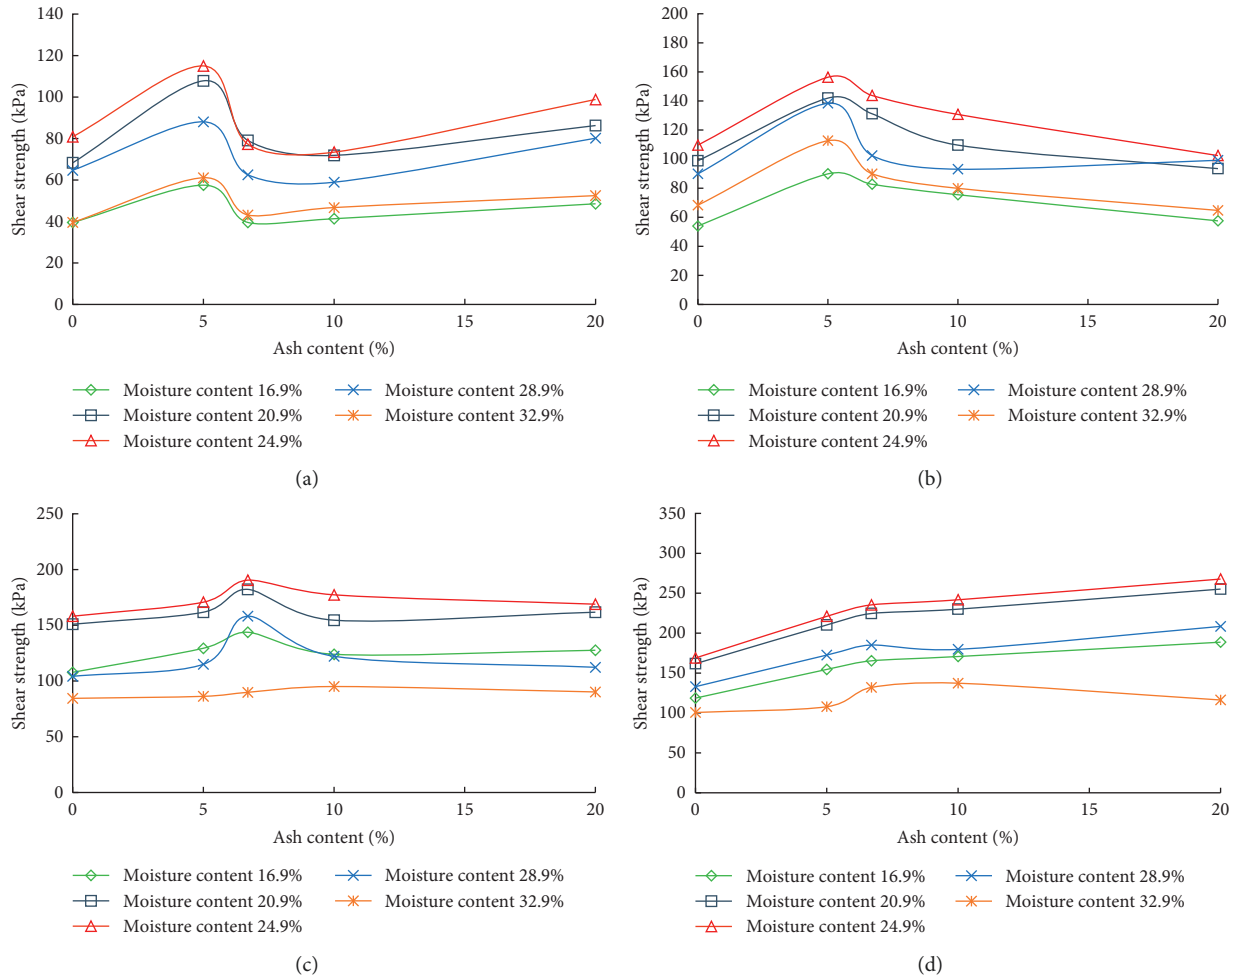 140
120
100
80
60
40
20
0
Shear strength (kPa)
0 5 10 15 20
Ash content (%)
Moisture content 16.9%
Moisture content 20.9%
Moisture content 24.9%
Moisture content 28.9%
Moisture content 32.9%
(a)
200
180
160
140
120
100
80
60
40
20
0
Shear strength (kPa)
0 5 10 15 20
Ash content (%)
Moisture content 16.9%
Moisture content 20.9%
Moisture content 24.9%
Moisture content 28.9%
Moisture content 32.9%
(b)
250
200
150
100
50
0
Shear strength (kPa)
0 5 10 15 20
Ash content (%)
Moisture content 16.9%
Moisture content 20.9%
Moisture content 24.9%
Moisture content 28.9%
Moisture content 32.9%
(c)
350
300
250
200
150
100
50
0
Shear strength (kPa)
0 5 10 15 20
Ash content (%)
Moisture content 16.9%
Moisture content 20.9%
Moisture content 24.9%
Moisture content 28.9%
Moisture content 32.9%
(d)